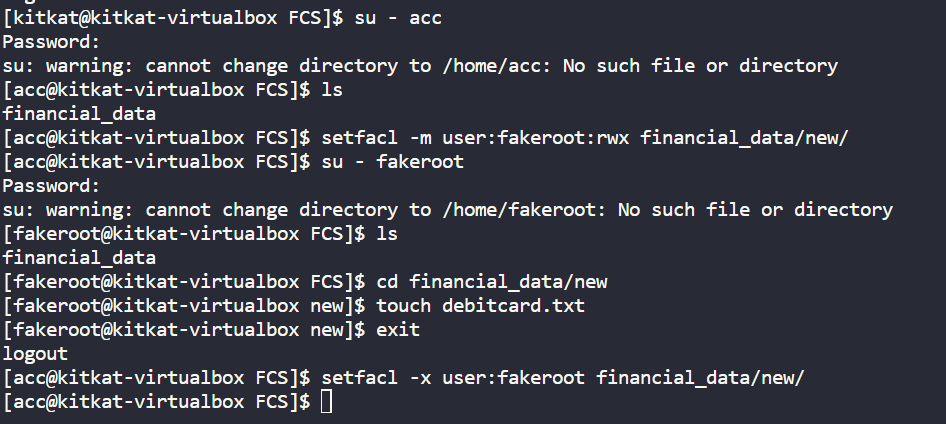 [kitkat@kitkat-virtualbox FCS]$ su - acc
Password:
su: warning: cannot change directory to /home/acc: No such file or directory
[acc@kitkat-virtualbox FCS]$ ls
financial_data
[acc@kitkat-virtualbox FCS]$ setfacl -m user:fakeroot:rwx financial_data/new/
[acc@kitkat-virtualbox FCS]$ su - fakeroot
Password:
su: warning: cannot change directory to /home/fakeroot: No such file or directory
[fakeroot@kitkat-virtualbox FCS]$ ls
financial_data
[fakeroot@kitkat-virtualbox FCS]$ cd financial_data/new
[fakeroot@kitkat-virtualbox new]$ touch debitcard.txt
[fakeroot@kitkat-virtualbox new]$ exit
logout
[acc@kitkat-virtualbox FCS]$ setfacl -x user:fakeroot financial_data/new/
[acc@kitkat-virtualbox FCS]$